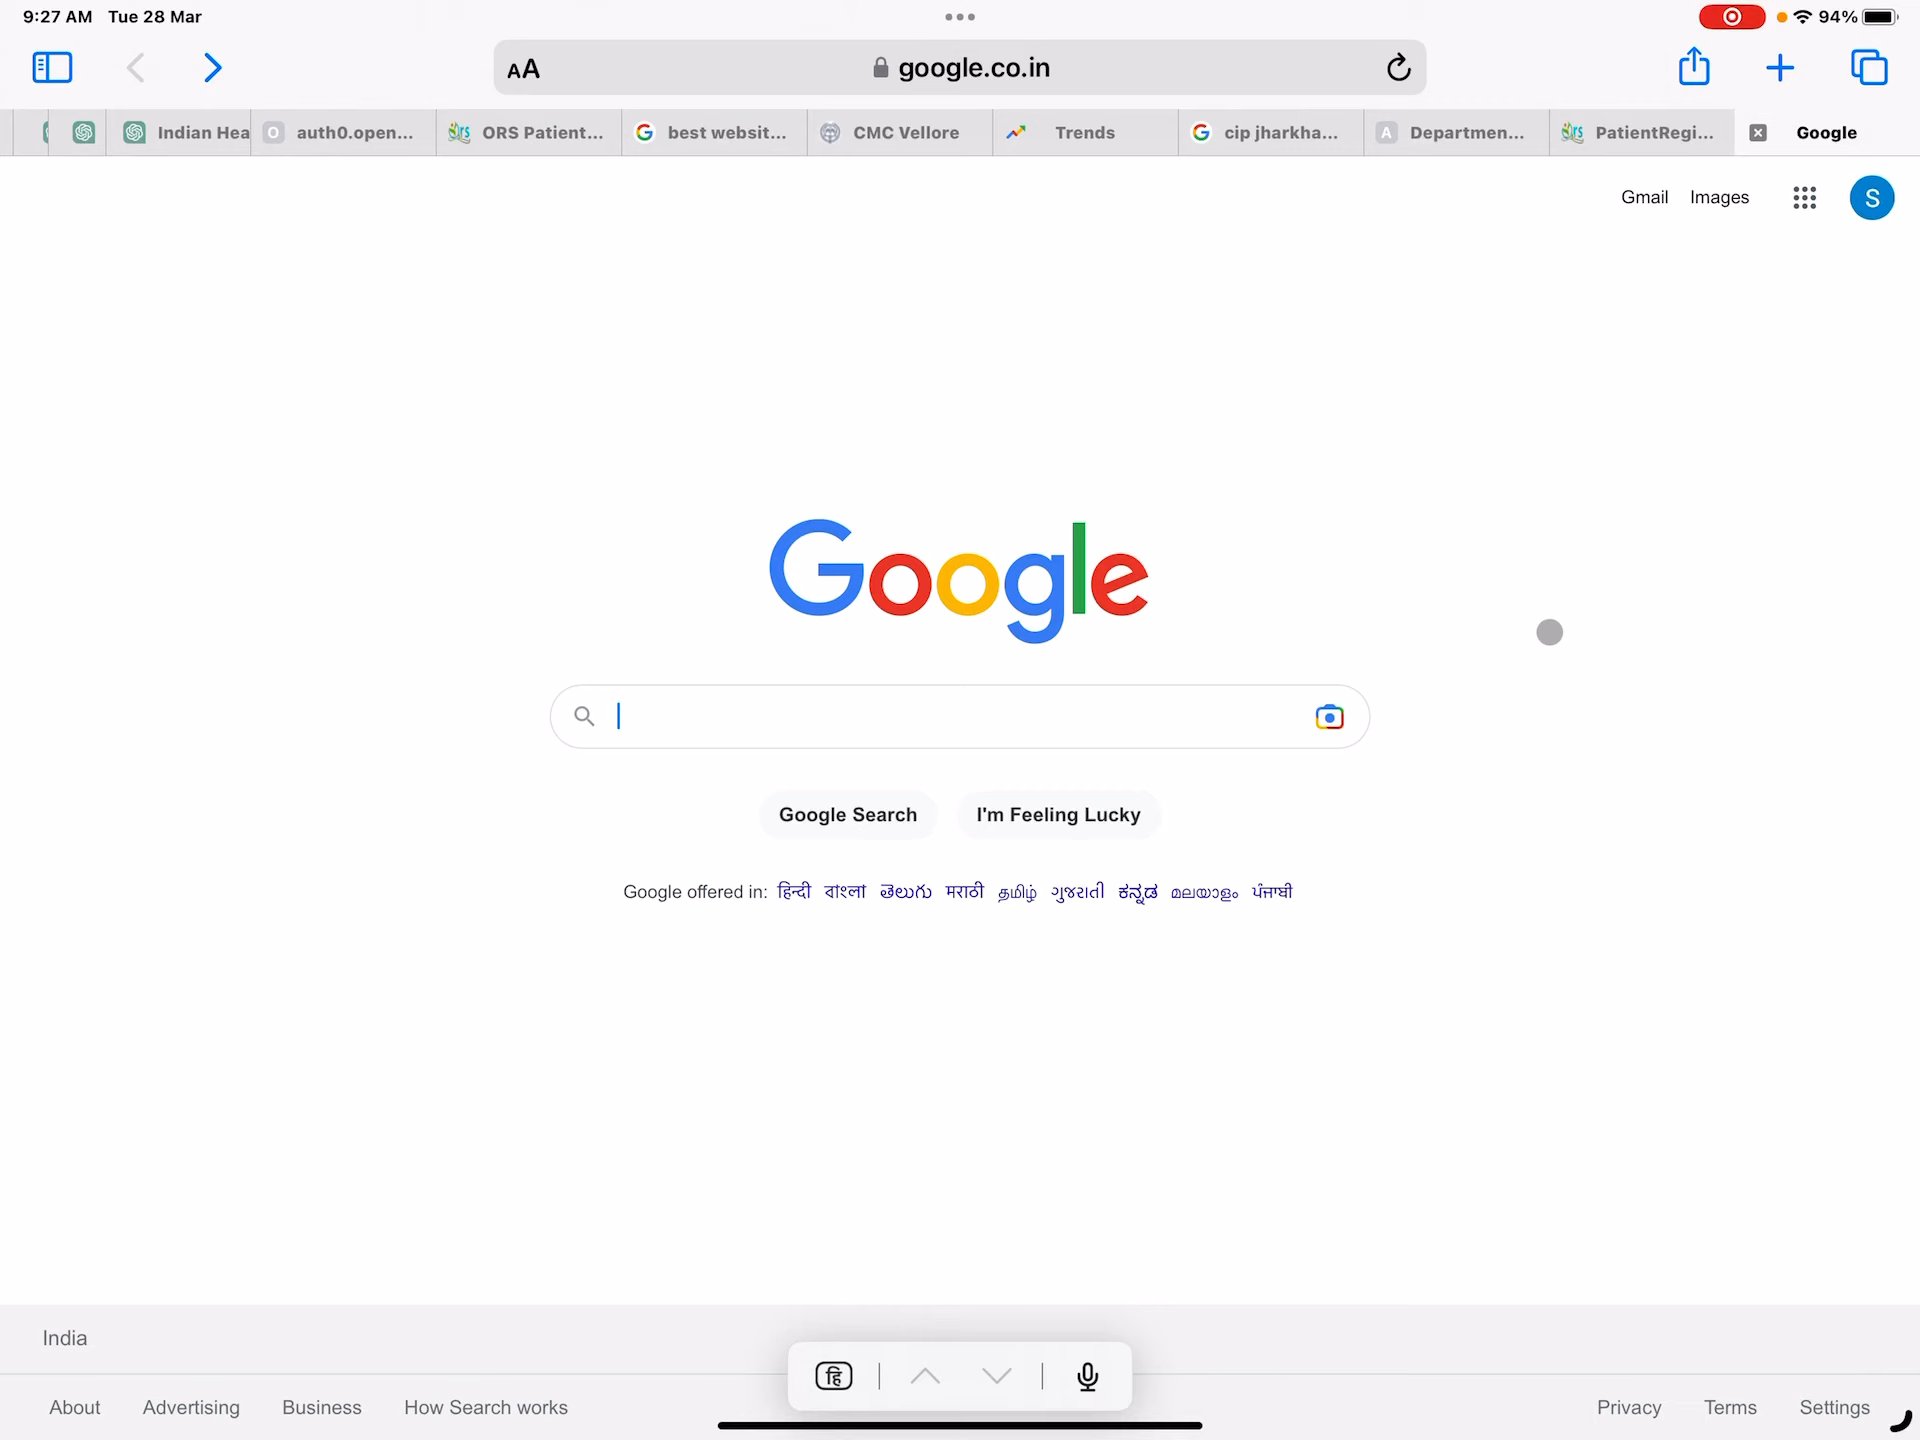 9:27 AM Tue 28 Mar
94%
AA google.co.in
Indian Hea
auth0.open...
ORS Patient...
best websit...
CMC Vellore
Trends
cip jharkha...
Departmen...
PatientRegi...
Google
Gmail Images
S
Google
Google Search I'm Feeling Lucky
Google offered in: हिन्दी বাংলা తెలుగు मराठी தமிழ் ગુજરાતી ಕನ್ನಡ മലയാളം ਪੰਜਾਬੀ
India
हि
About Advertising Business How Search works Privacy Terms Settings